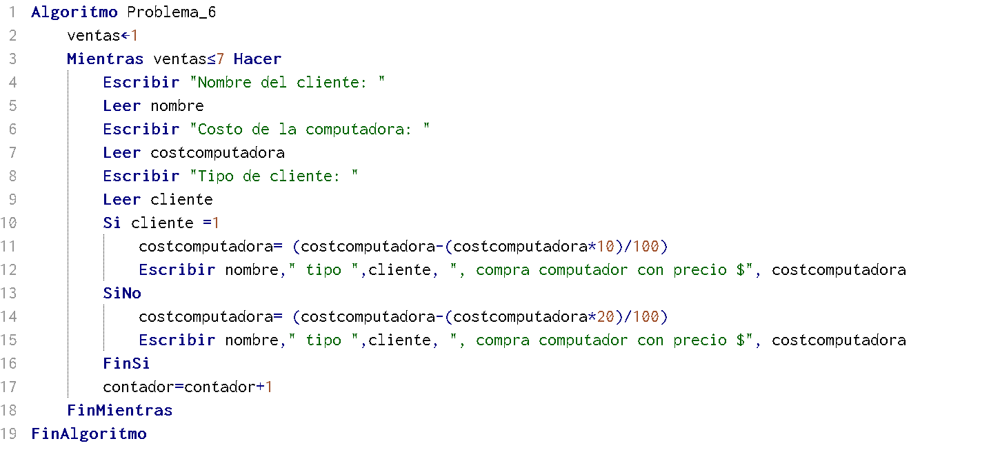 1 Algoritmo Problema_6
2 ventas←1
3 Mientras ventas≤7 Hacer
4 Escribir "Nombre del cliente: "
5 Leer nombre
6 Escribir "Costo de la computadora: "
7 Leer costcomputadora
8 Escribir "Tipo de cliente: "
9 Leer cliente
10 Si cliente =1
11 costcomputadora= (costcomputadora-(costcomputadora*10)/100)
12 Escribir nombre," tipo ",cliente, ", compra computador con precio $", costcomputadora
13 SiNo
14 costcomputadora= (costcomputadora-(costcomputadora*20)/100)
15 Escribir nombre," tipo ",cliente, ", compra computador con precio $", costcomputadora
16 FinSi
17 contador=contador+1
18 FinMientras
19 FinAlgoritmo